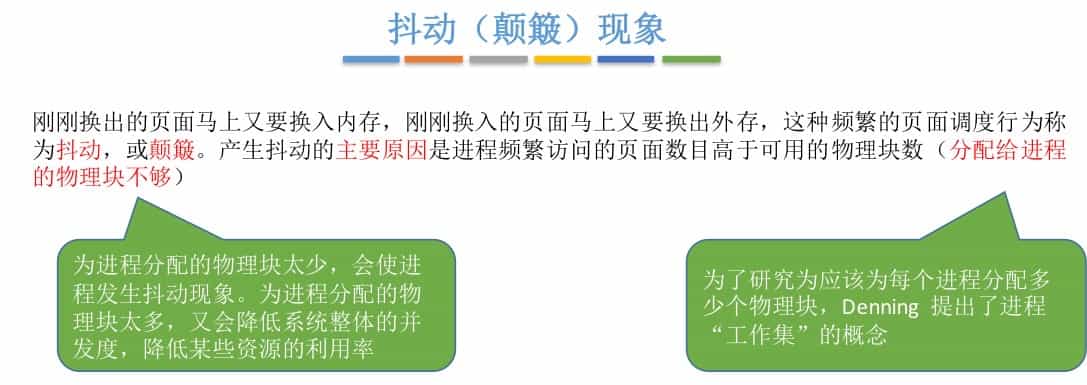 抖动（颠簸）现象
刚刚换出的页面马上又要换入内存，刚刚换入的页面马上又要换出外存，这种频繁的页面调度行为称
为抖动，或颠簸。产生抖动的主要原因是进程频繁访问的页面数目高于可用的物理块数（分配给进程
的物理块不够）
为进程分配的物理块太少，会使进
程发生抖动现象。为进程分配的物
理块太多，又会降低系统整体的并
发度，降低某些资源的利用率
为了研究为应该为每个进程分配多
少个物理块，Denning 提出了进程
“工作集”的概念